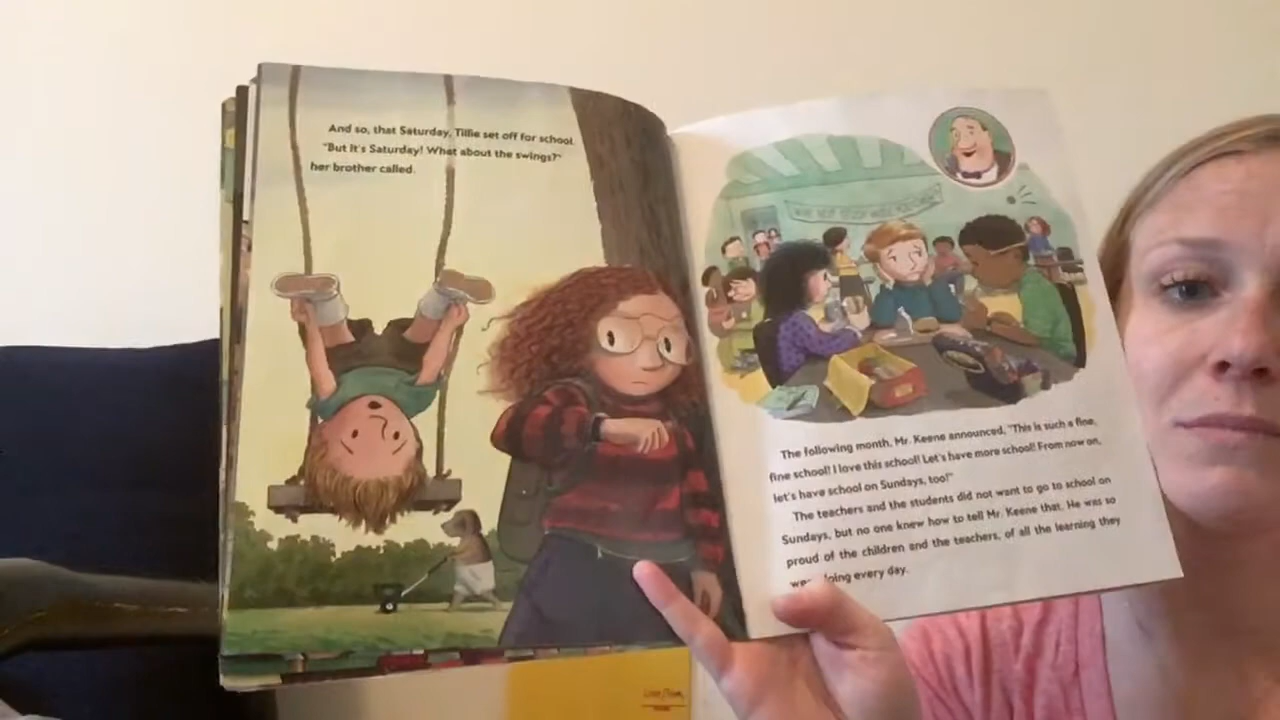 And so, that Saturday, Tillie set off for school.
"But it's Saturday! What about the swings?"
her brother called.
The following month, Mr. Keene announced, "This is such a fine,
fine school! I love this school! Let's have more school! From now on,
let's have school on Sundays, too!"
The teachers and the students did not want to go to school on
Sundays, but no one knew how to tell Mr. Keene that. He was so
proud of the children and the teachers, of all the learning they
doing every day.